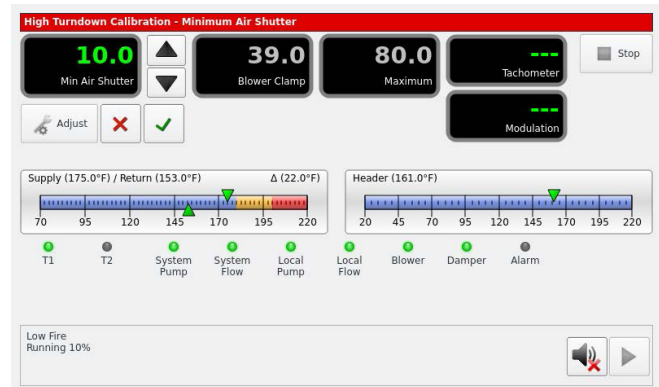 High Turndown Calibration - Minimum Air Shutter
10.0
Min Air Shutter
39.0
Blower Clamp
80.0
Maximum
---
Tachometer
Stop
---
Modulation
Adjust
Supply (175.0°F) / Return (153.0°F) Δ (22.0°F)
70 95 120 145 170 195 220
Header (161.0°F)
20 45 70 95 120 145 170 195 220
T1
T2
System
Pump
System
Flow
Local
Pump
Local
Flow
Blower
Damper
Alarm
Low Fire
Running 10%